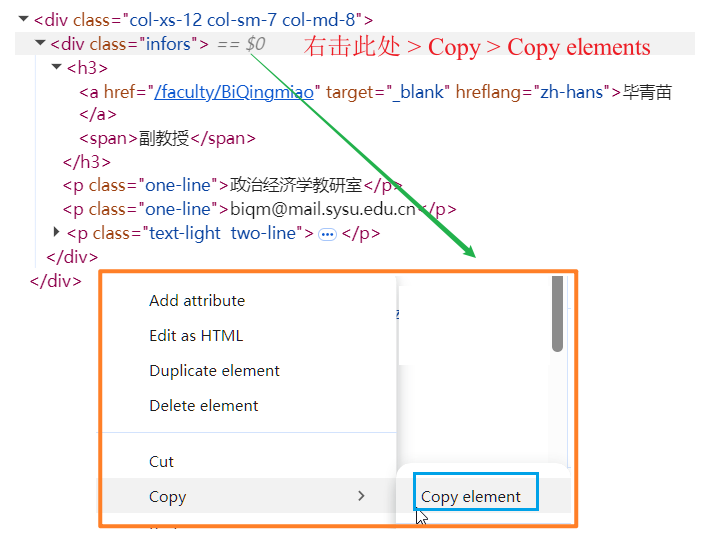 ▼<div class="col-xs-12 col-sm-7 col-md-8">
▼<div class="infors"> == $0 右击此处 > Copy > Copy elements
▼<h3>
<a href="/faculty/BiQingmiao" target="_blank" hreflang="zh-hans">毕青苗
</a>
<span>副教授</span>
</h3>
<p class="one-line">政治经济学教研室</p>
<p class="one-line">biqm@mail.sysu.edu.cn</p>
▶<p class="text-light two-line">⋯</p>
</div>
</div>
Add attribute
Edit as HTML
Duplicate element
Delete element
Cut
Copy
Copy element